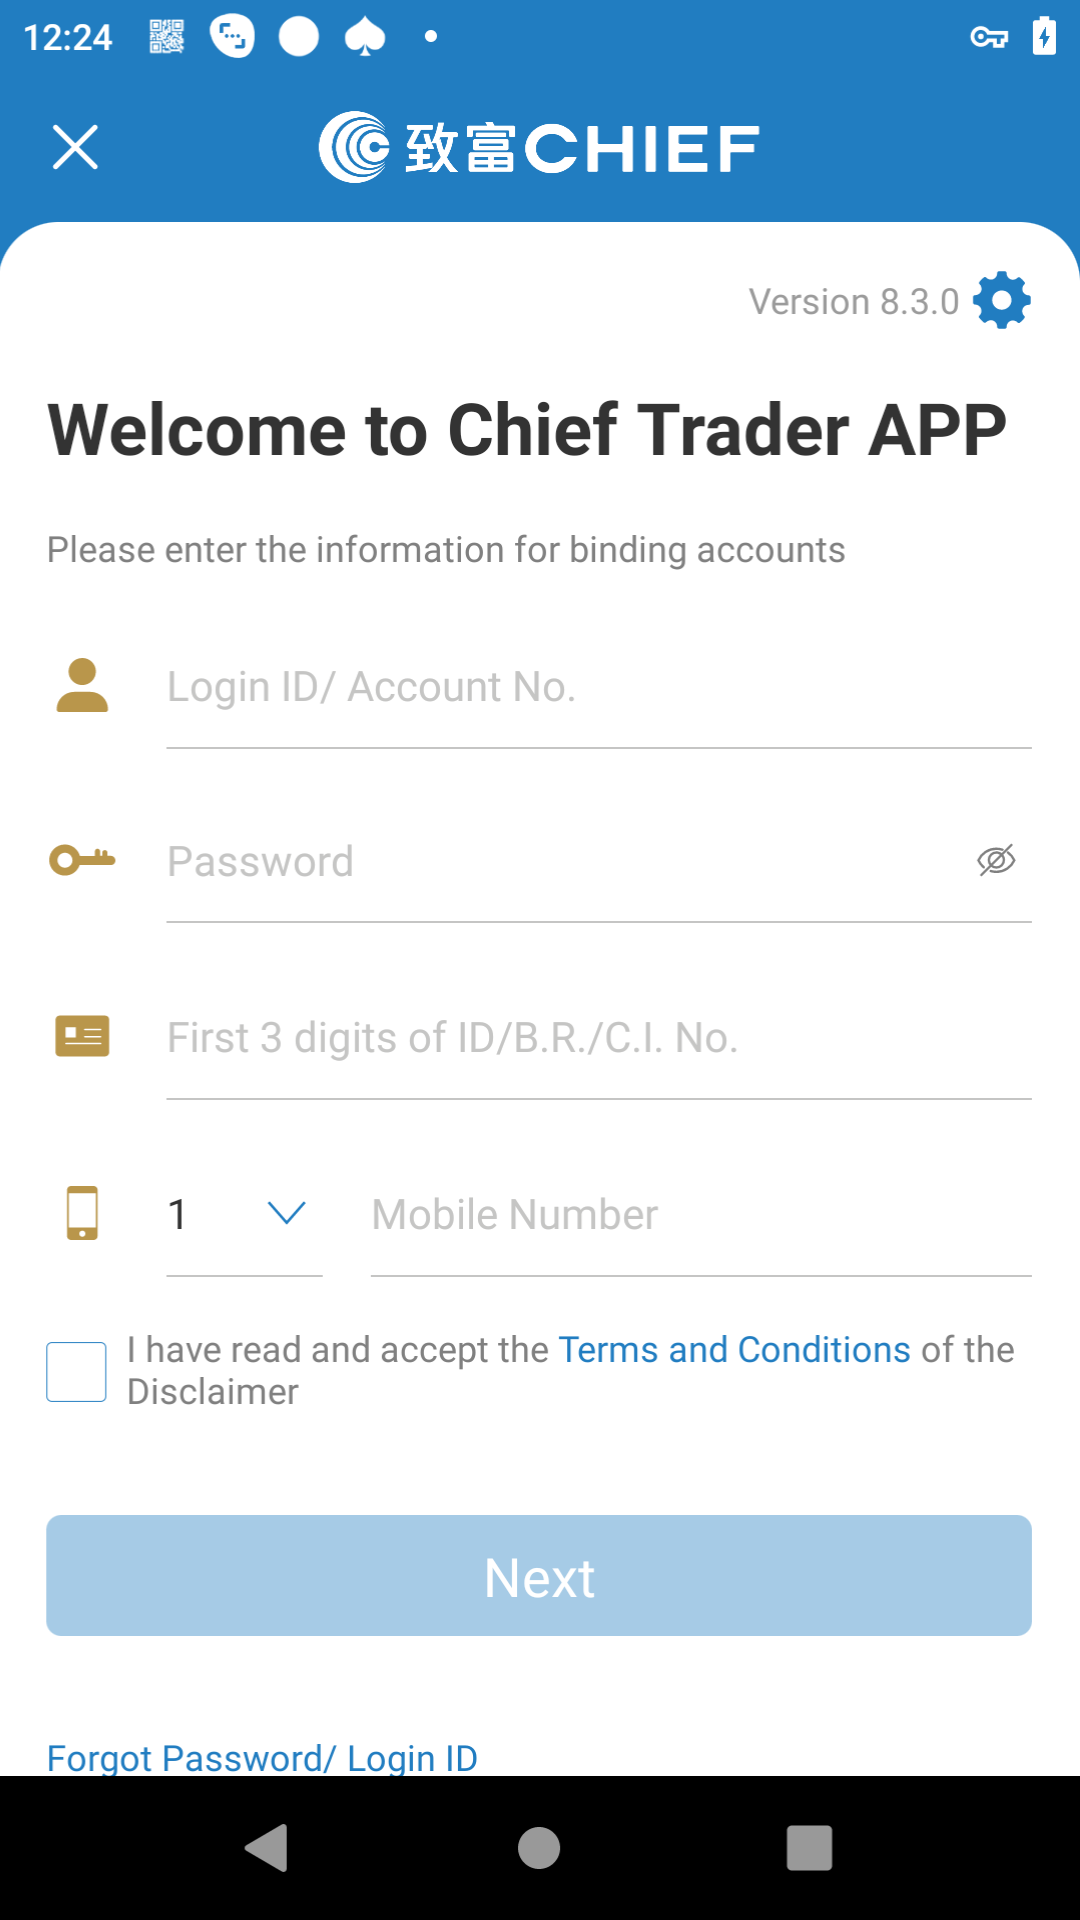 12:24
致富CHIEF
Version 8.3.0
Welcome to Chief Trader APP
Please enter the information for binding accounts
Login ID/ Account No.
Password
First 3 digits of ID/B.R./C.I. No.
1 Mobile Number
I have read and accept the Terms and Conditions of the
Disclaimer
Next
Forgot Password/ Login ID